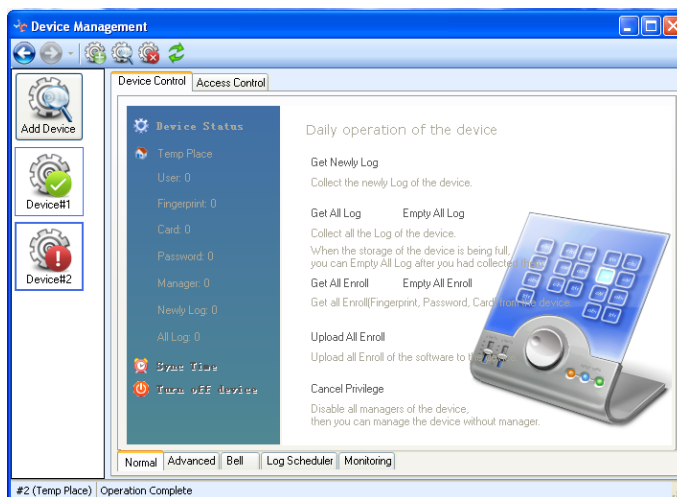 Device Management
Device Control Access Control
Add Device
Device#1
Device#2
Device Status
Temp Place
User: 0
Fingerprint: 0
Card: 0
Password: 0
Manager: 0
Newly Log: 0
All Log: 0
Sync Time
Turn oFF device
Daily operation of the device
Get Newly Log
Collect the newly Log of the device.
Get All Log Empty All Log
Collect all the Log of the device.
When the storage of the device is being full,
you can Empty All Log after you had collected
Get All Enroll Empty All Enroll
Get all Enroll(Fingerprint, Password, Card) from the device.
Upload All Enroll
Upload all Enroll of the software to
Cancel Privilege
Disable all managers of the device,
then you can manage the device without manager.
Normal Advanced Bell Log Scheduler Monitoring
#2 (Temp Place) Operation Complete